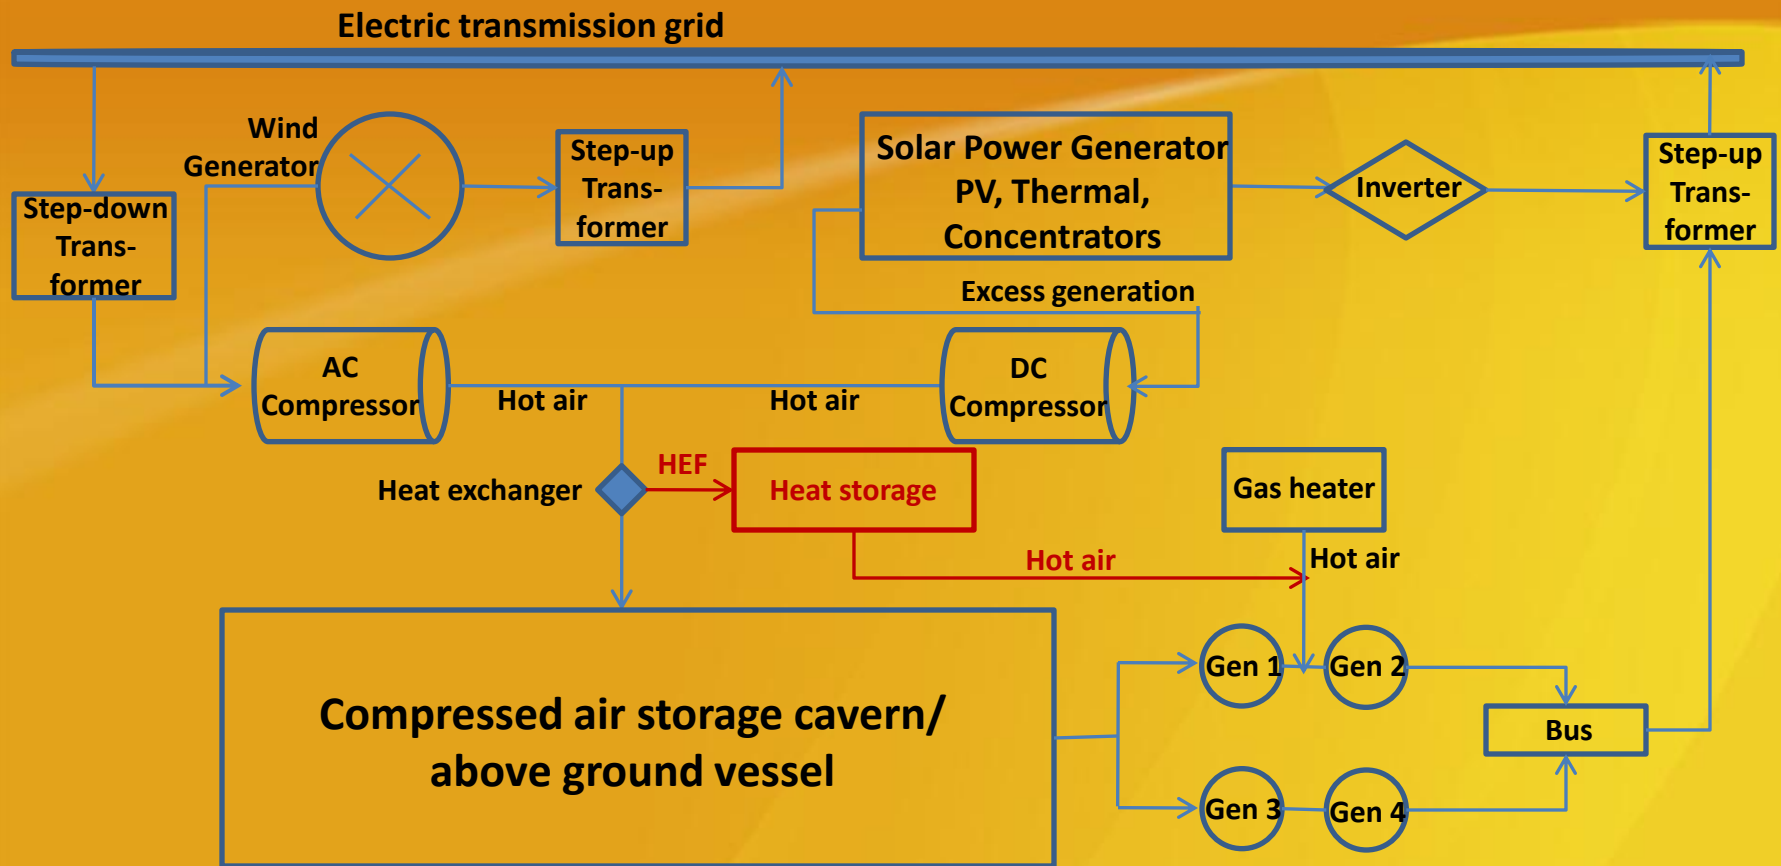 Electric transmission grid
Wind
Generator
Step-up
Trans-
former
Solar Power Generator
PV, Thermal,
Concentrators
Inverter
Step-up
Trans-
former
Step-down
Trans-
former
Excess generation
AC
Compressor
Hot air
Hot air
DC
Compressor
Heat exchanger
HEF
Heat storage
Gas heater
Hot air
Hot air
Compressed air storage cavern/
above ground vessel
Gen 1
Gen 2
Bus
Gen 3
Gen 4